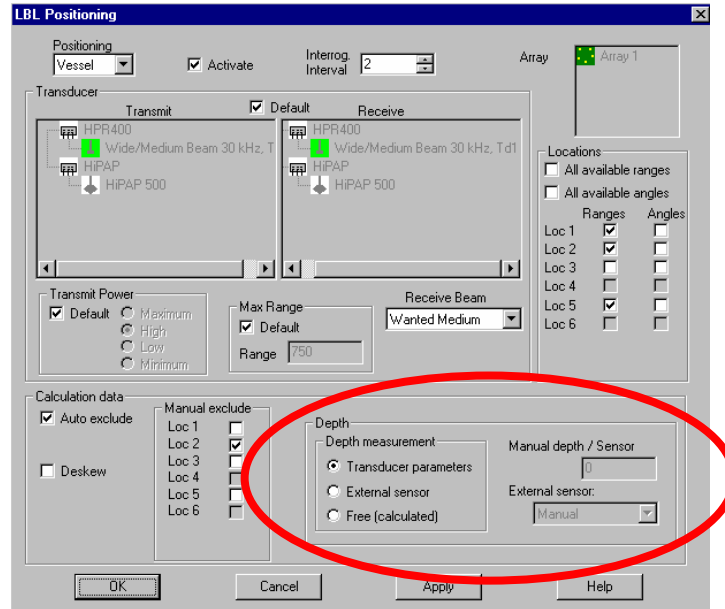 LBL Positioning
Positioning
Vessel
Activate
Interrog.
Interval
2
Array
Array 1
Transducer
Transmit
Default
Receive
HPR400
Wide/Medium Beam 30 kHz, T
HiPAP
HiPAP 500
HPR400
Wide/Medium Beam 30 kHz, Td1
HiPAP
HiPAP 500
Locations
All available ranges
All available angles
Ranges Angles
Loc 1
Loc 2
Loc 3
Loc 4
Loc 5
Loc 6
Transmit Power
Default
Maximum
High
Low
Minimum
Max Range
Default
Range 750
Receive Beam
Wanted Medium
Calculation data
Auto exclude
Deskew
Manual exclude
Loc 1
Loc 2
Loc 3
Loc 4
Loc 5
Loc 6
Depth
Depth measurement
Transducer parameters
External sensor
Free (calculated)
Manual depth / Sensor
0
External sensor:
Manual
OK
Cancel
Apply
Help